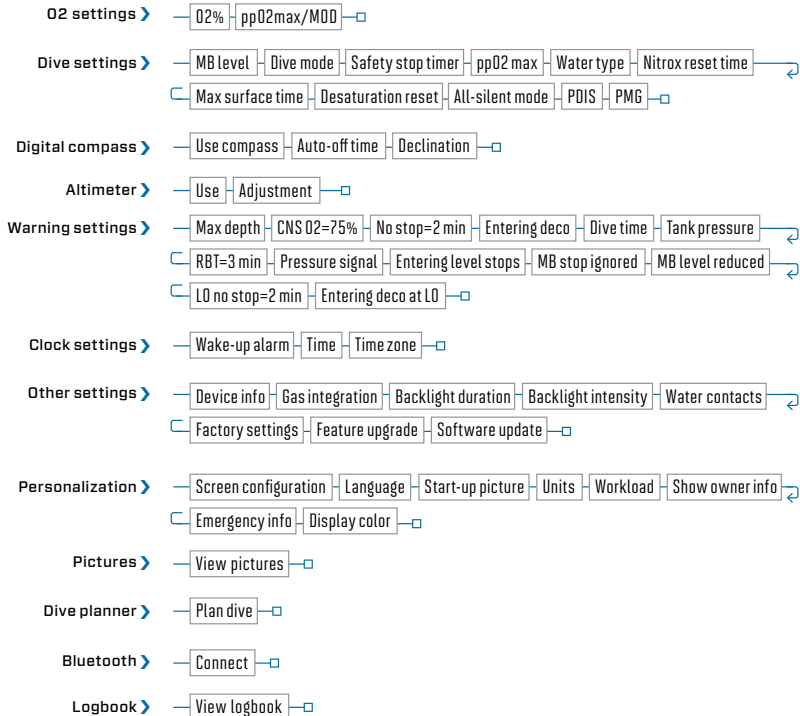 O2 settings ❯ O2% ppO2max/MOD
Dive settings ❯ MB level Dive mode Safety stop timer ppO2 max Water type Nitrox reset time
Max surface time Desaturation reset All-silent mode PDIS PMG
Digital compass ❯ Use compass Auto-off time Declination
Altimeter ❯ Use Adjustment
Warning settings ❯ Max depth CNS O2=75% No stop=2 min Entering deco Dive time Tank pressure
RBT=3 min Pressure signal Entering level stops MB stop ignored MB level reduced
L0 no stop=2 min Entering deco at L0
Clock settings ❯ Wake-up alarm Time Time zone
Other settings ❯ Device info Gas integration Backlight duration Backlight intensity Water contacts
Factory settings Feature upgrade Software update
Personalization ❯ Screen configuration Language Start-up picture Units Workload Show owner info
Emergency info Display color
Pictures ❯ View pictures
Dive planner ❯ Plan dive
Bluetooth ❯ Connect
Logbook ❯ View logbook